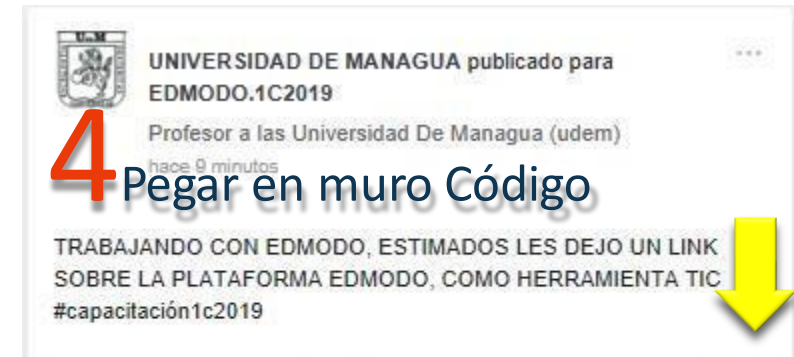 U..M
UNIVERSIDAD DE MANAGUA publicado para
EDMODO.1C2019
Profesor a las Universidad De Managua (udem)
hace 9 minutos
4 Pegar en muro Código
TRABAJANDO CON EDMODO, ESTIMADOS LES DEJO UN LINK
SOBRE LA PLATAFORMA EDMODO, COMO HERRAMIENTA TIC
#capacitación1c2019